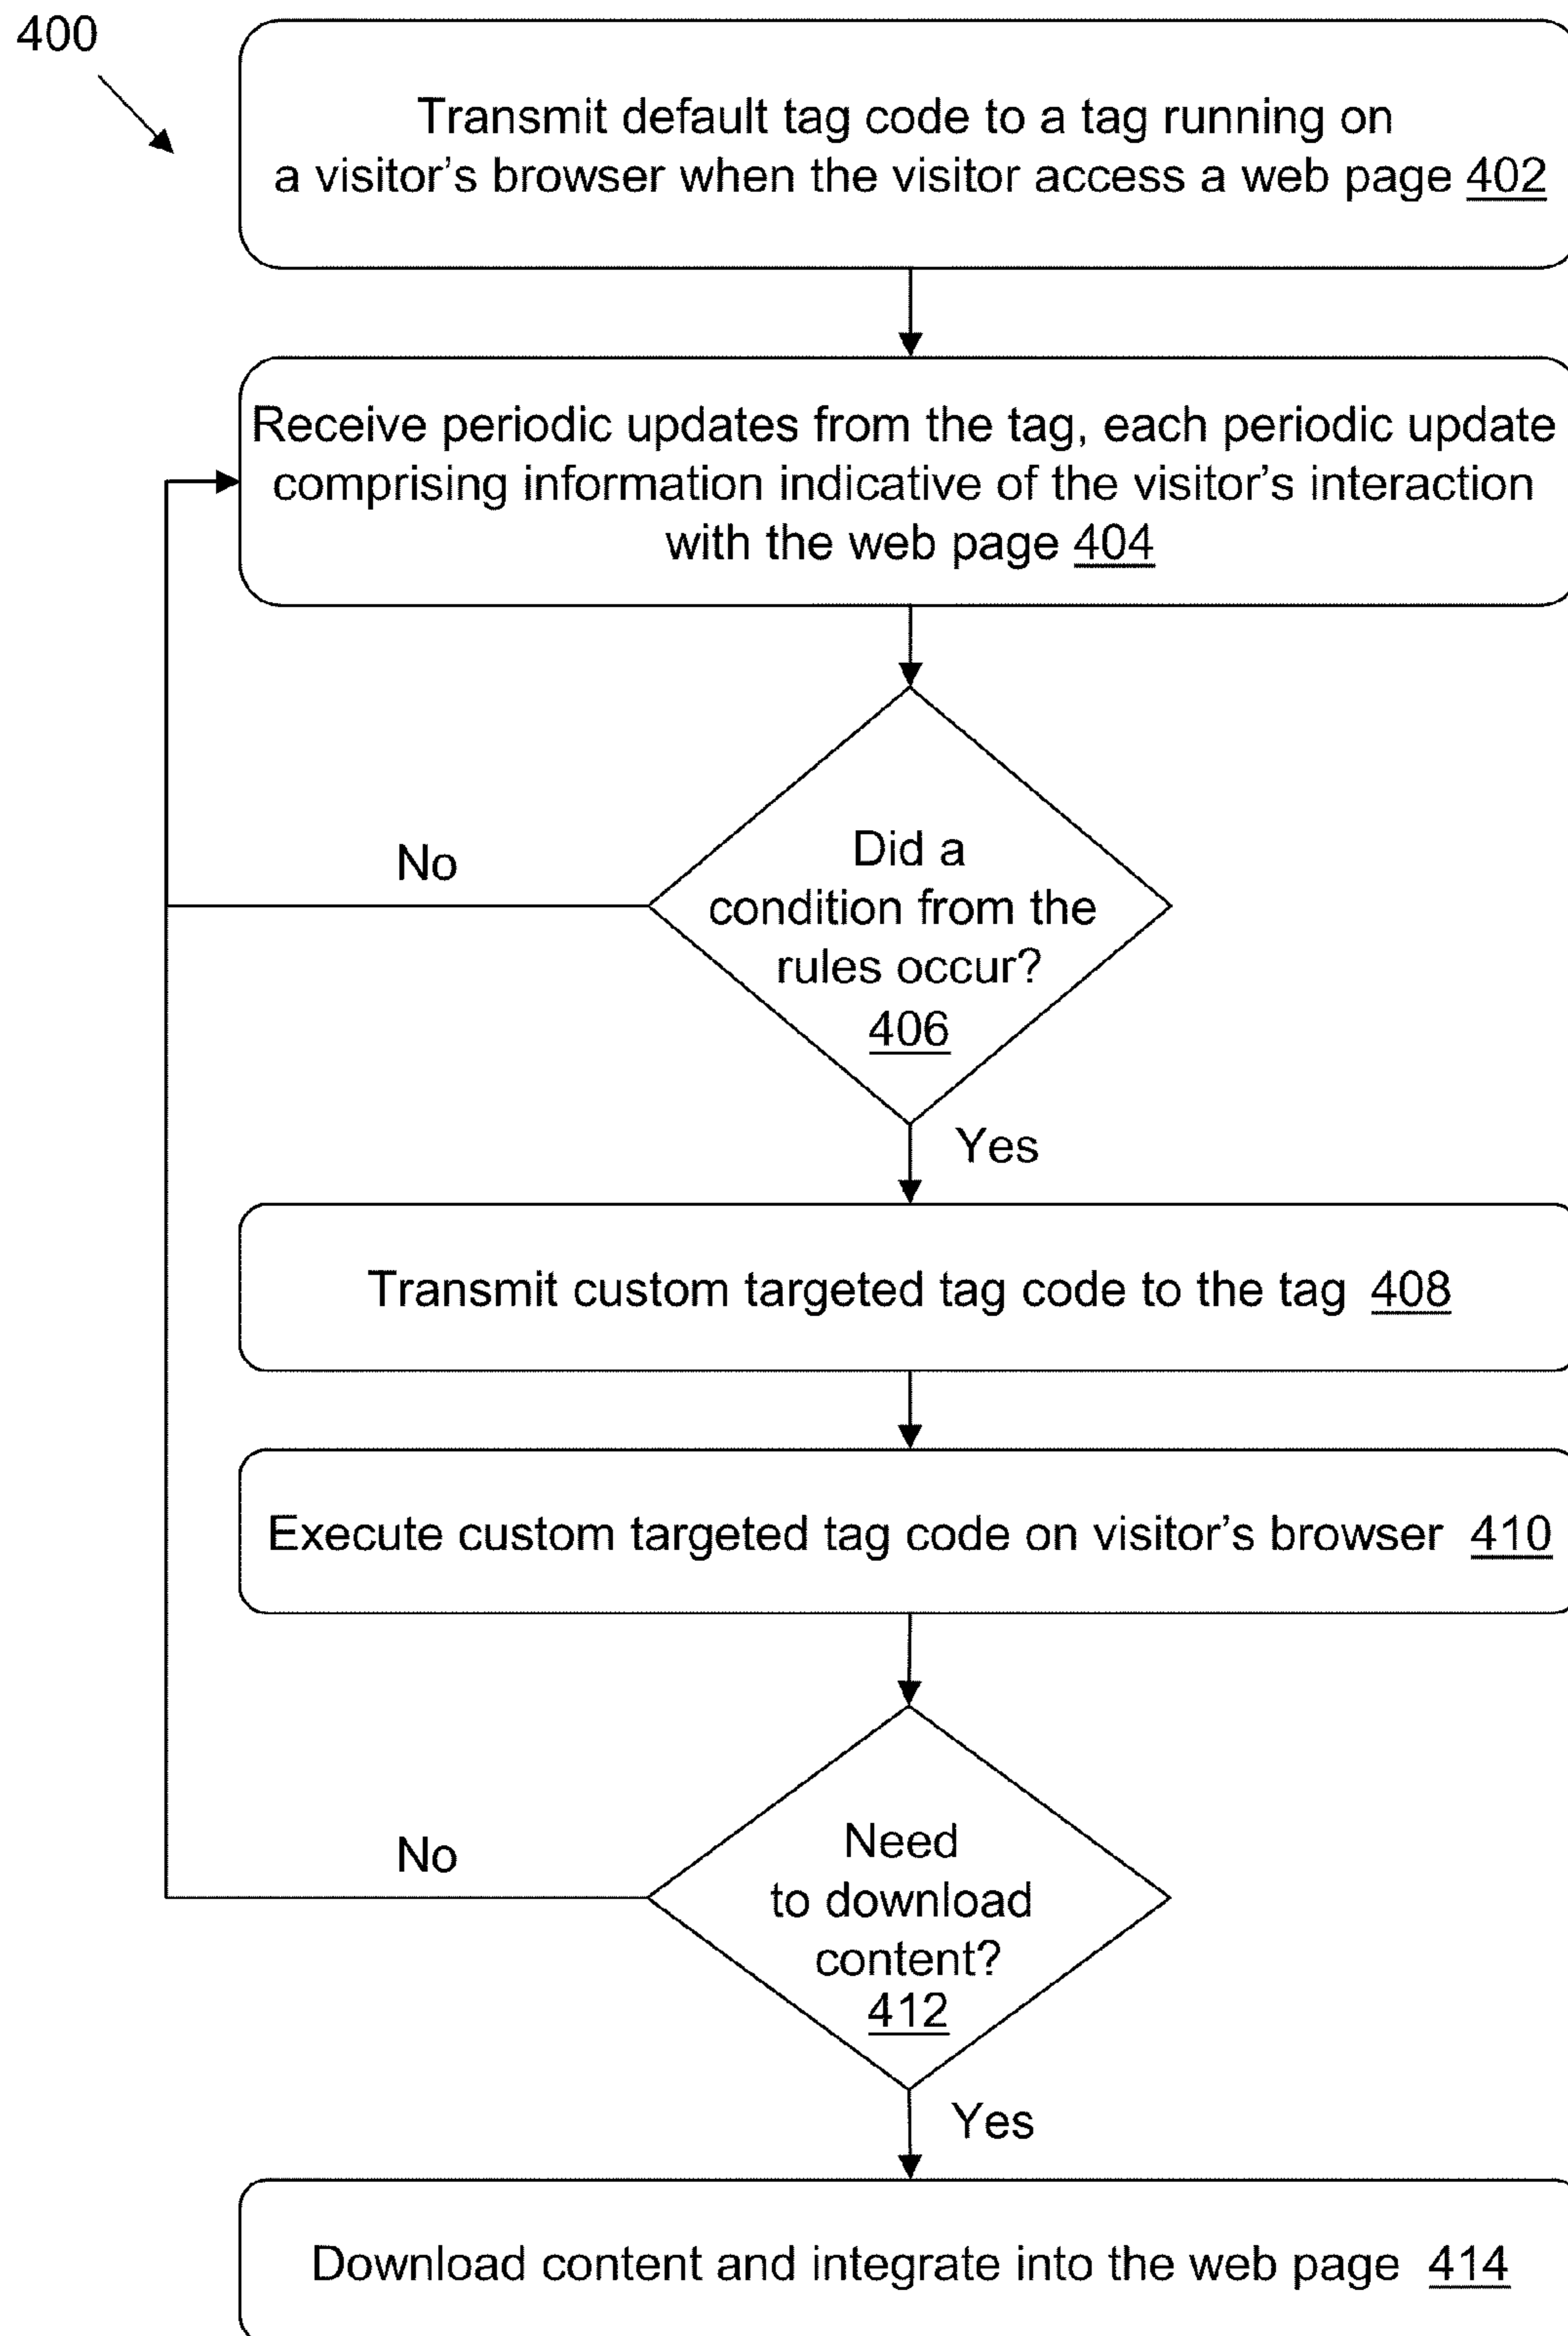 400
Transmit default tag code to a tag running on
a visitor's browser when the visitor access a web page 402
Receive periodic updates from the tag, each periodic update
comprising information indicative of the visitor's interaction
with the web page 404
No
Did a
condition from the
rules occur?
406
Yes
Transmit custom targeted tag code to the tag 408
Execute custom targeted tag code on visitor's browser 410
No
Need
to download
content?
412
Yes
Download content and integrate into the web page 414